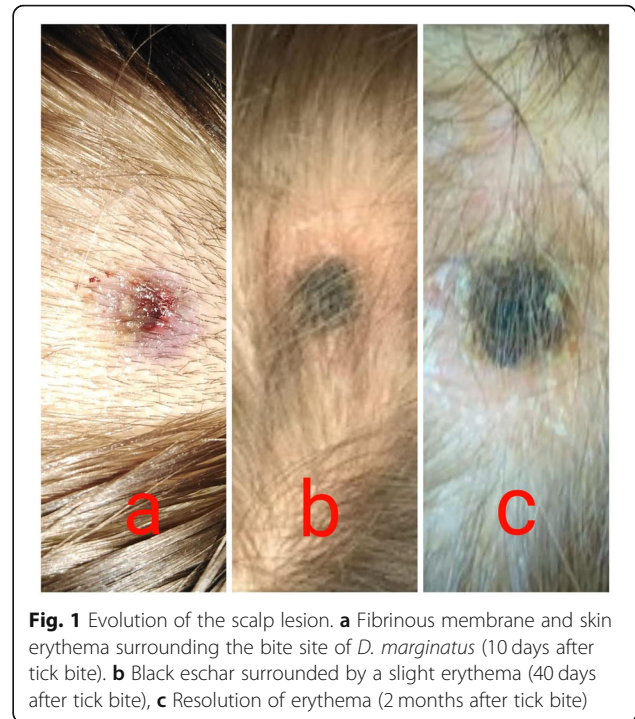 a b c
Fig. 1 Evolution of the scalp lesion. a Fibrinous membrane and skin
erythema surrounding the bite site of D. marginatus (10 days after
tick bite). b Black eschar surrounded by a slight erythema (40 days
after tick bite), c Resolution of erythema (2 months after tick bite)